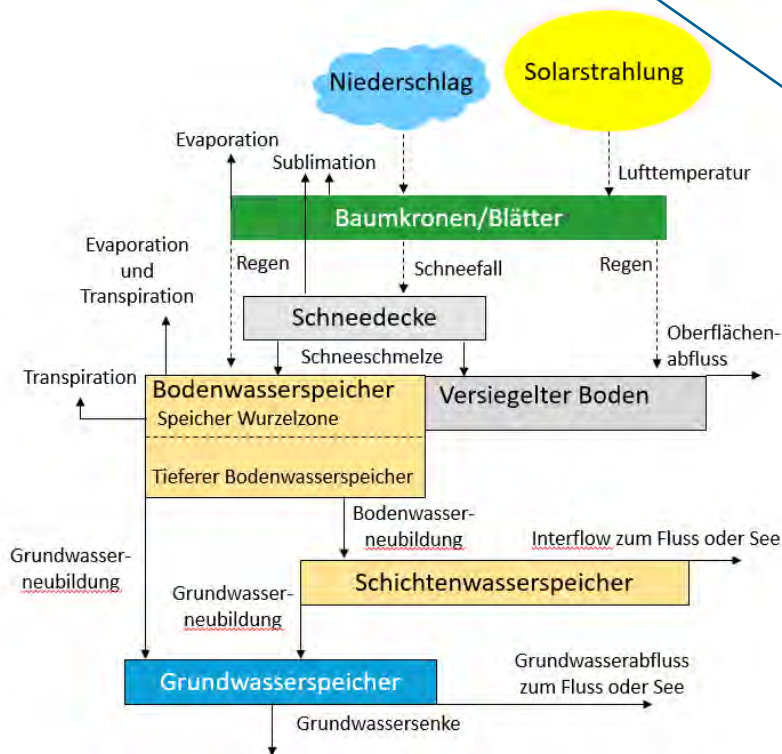 Niederschlag
Solarstrahlung
Evaporation
Sublimation
Lufttemperatur
Baumkronen/Blätter
Evaporation
und
Transpiration
Regen
Schneefall
Regen
Schneedecke
Oberflächen-
abfluss
Schneeschmelze
Transpiration
Bodenwasserspeicher
Speicher Wurzelzone
Versiegelter Boden
Tieferer Bodenwasserspeicher
Bodenwasser-
neubildung
Interflow zum Fluss oder See
Grundwasser-
neubildung
Schichtenwasserspeicher
Grundwasser-
neubildung
Grundwasserspeicher
Grundwasserabfluss
zum Fluss oder See
Grundwassersenke